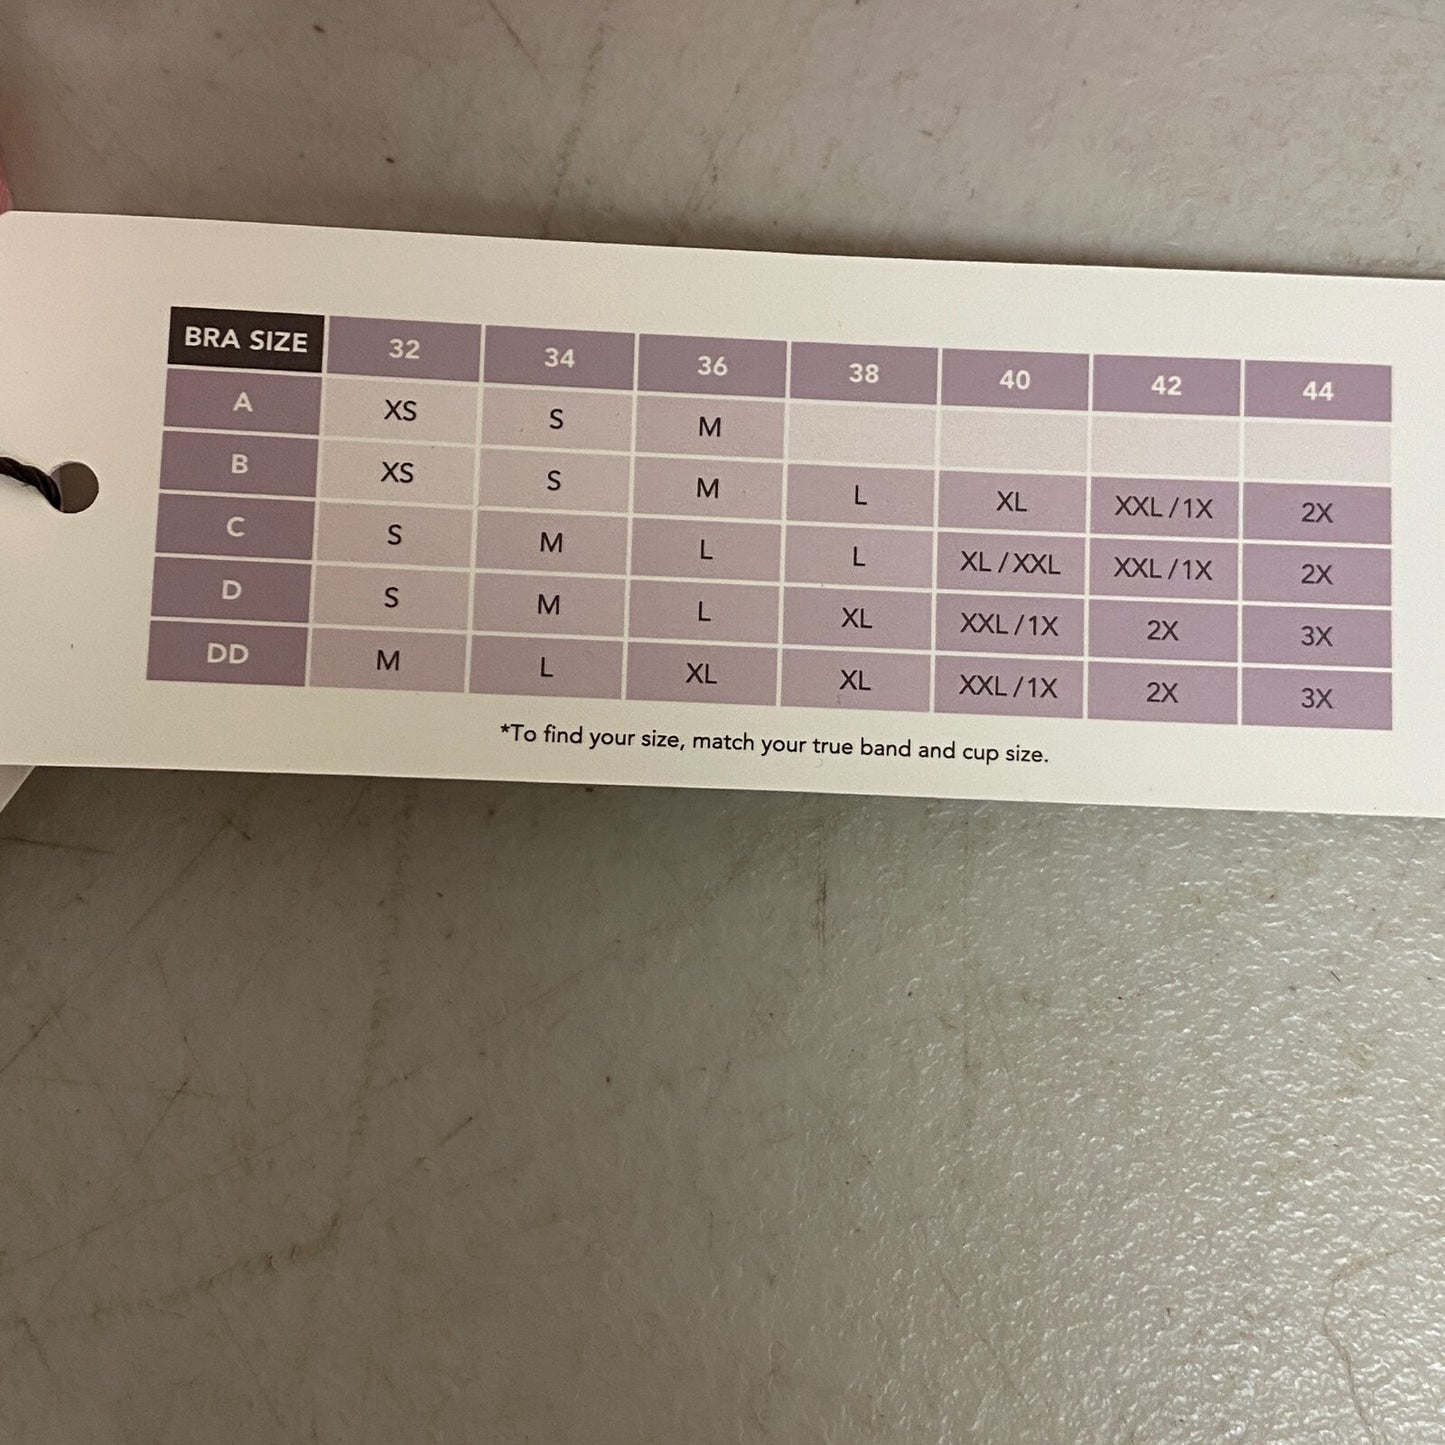 BRA SIZE 32 34 36 38 40 42 44
A XS S M
B XS S M L XL XXL/1X 2X
C S M L L XL/XXL XXL/1X 2X
D S M L XL XXL/1X 2X 3X
DD M L XL XL XXL/1X 2X 3X
*To find your size, match your true band and cup size.